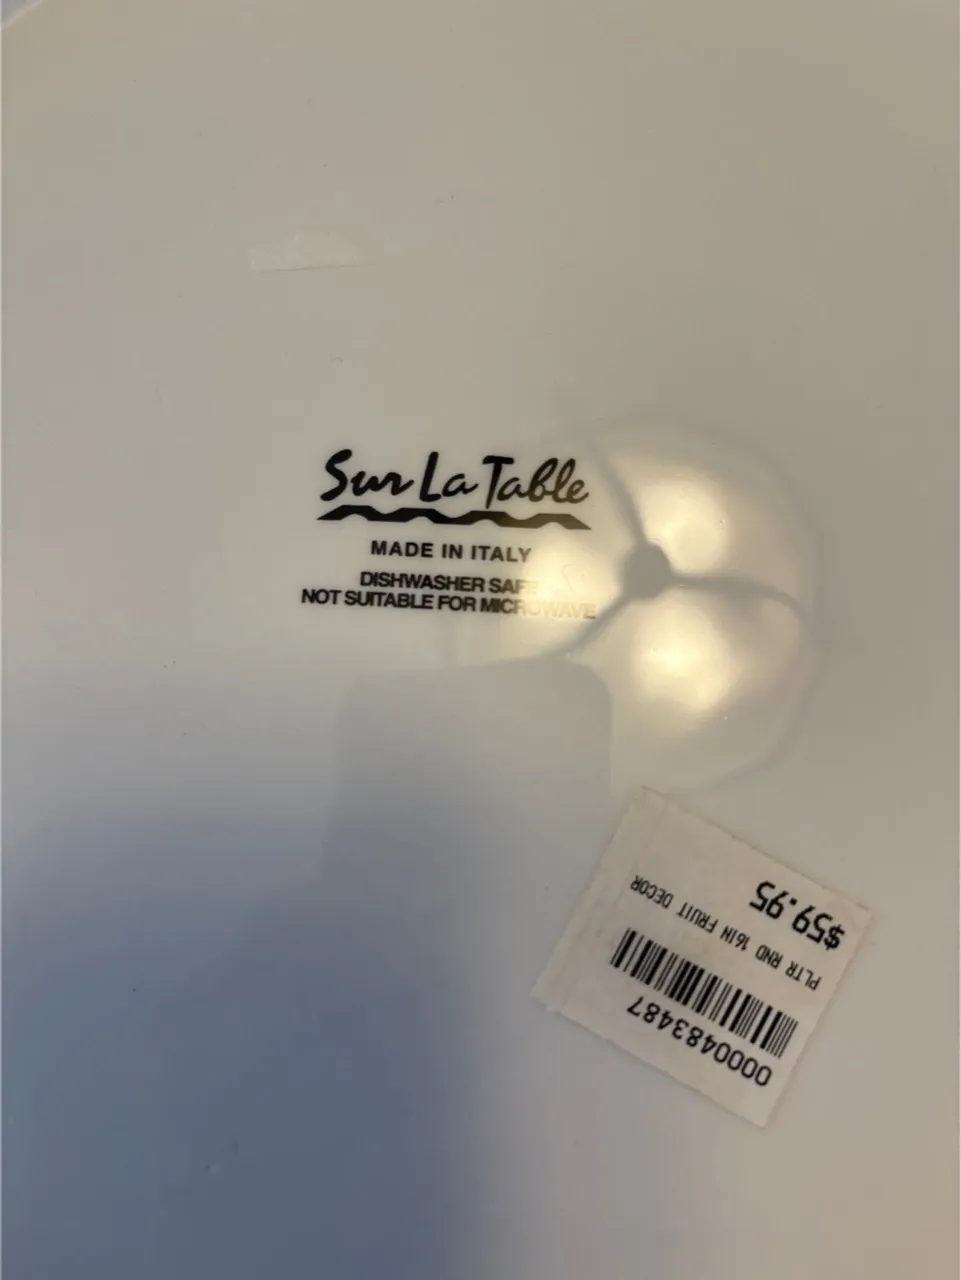 Sur La Table
MADE IN ITALY
DISHWASHER SAFE
NOT SUITABLE FOR MICROWAVE
$59.95
PLTR RND 16IN FRUIT DECOR
0000483487